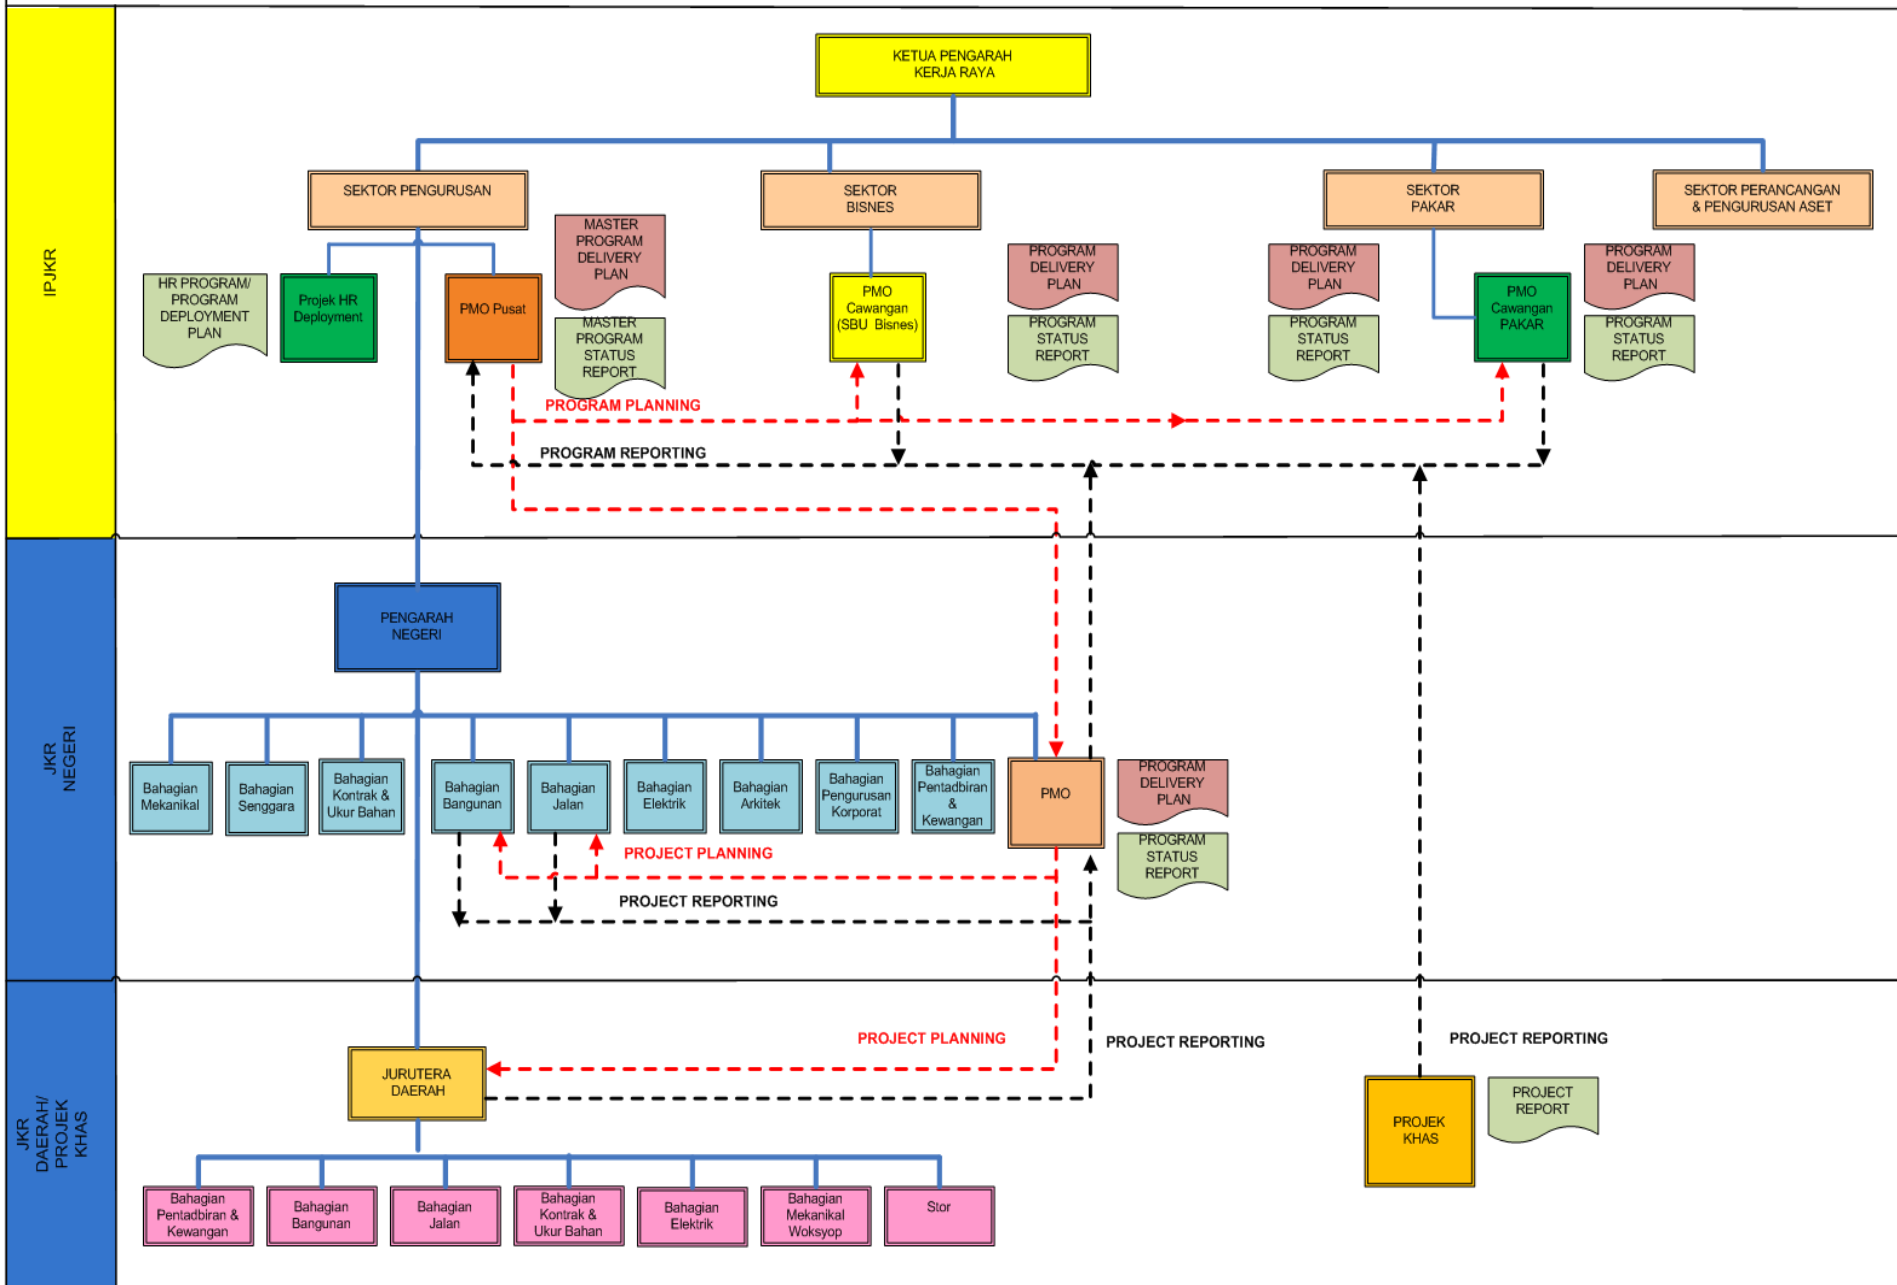 IPJKR
KETUA PENGARAH
KERJA RAYA
SEKTOR PENGURUSAN
SEKTOR
BISNES
SEKTOR
PAKAR
SEKTOR PERANCANGAN
& PENGURUSAN ASET
HR PROGRAM/
PROGRAM
DEPLOYMENT
PLAN
Projek HR
Deployment
PMO Pusat
MASTER
PROGRAM
DELIVERY
PLAN
MASTER
PROGRAM
STATUS
REPORT
PMO
Cawangan
(SBU Bisnes)
PROGRAM
DELIVERY
PLAN
PROGRAM
STATUS
REPORT
PROGRAM
DELIVERY
PLAN
PROGRAM
STATUS
REPORT
PMO
Cawangan
PAKAR
PROGRAM
DELIVERY
PLAN
PROGRAM
STATUS
REPORT
PROGRAM PLANNING
PROGRAM REPORTING
JKR
NEGERI
PENGARAH
NEGERI
Bahagian
Mekanikal
Bahagian
Senggara
Bahagian
Kontrak &
Ukur Bahan
Bahagian
Bangunan
Bahagian
Jalan
Bahagian
Elektrik
Bahagian
Arkitek
Bahagian
Pengurusan
Korporat
Bahagian
Pentadbiran
&
Kewangan
PMO
PROGRAM
DELIVERY
PLAN
PROGRAM
STATUS
REPORT
PROJECT PLANNING
PROJECT REPORTING
JKR
DAERAH/
PROJEK
KHAS
PROJECT PLANNING
PROJECT REPORTING
PROJECT REPORTING
JURUTERA
DAERAH
PROJEK
KHAS
PROJECT
REPORT
Bahagian
Pentadbiran &
Kewangan
Bahagian
Bangunan
Bahagian
Jalan
Bahagian
Kontrak &
Ukur Bahan
Bahagian
Elektrik
Bahagian
Mekanikal
Woksyop
Stor